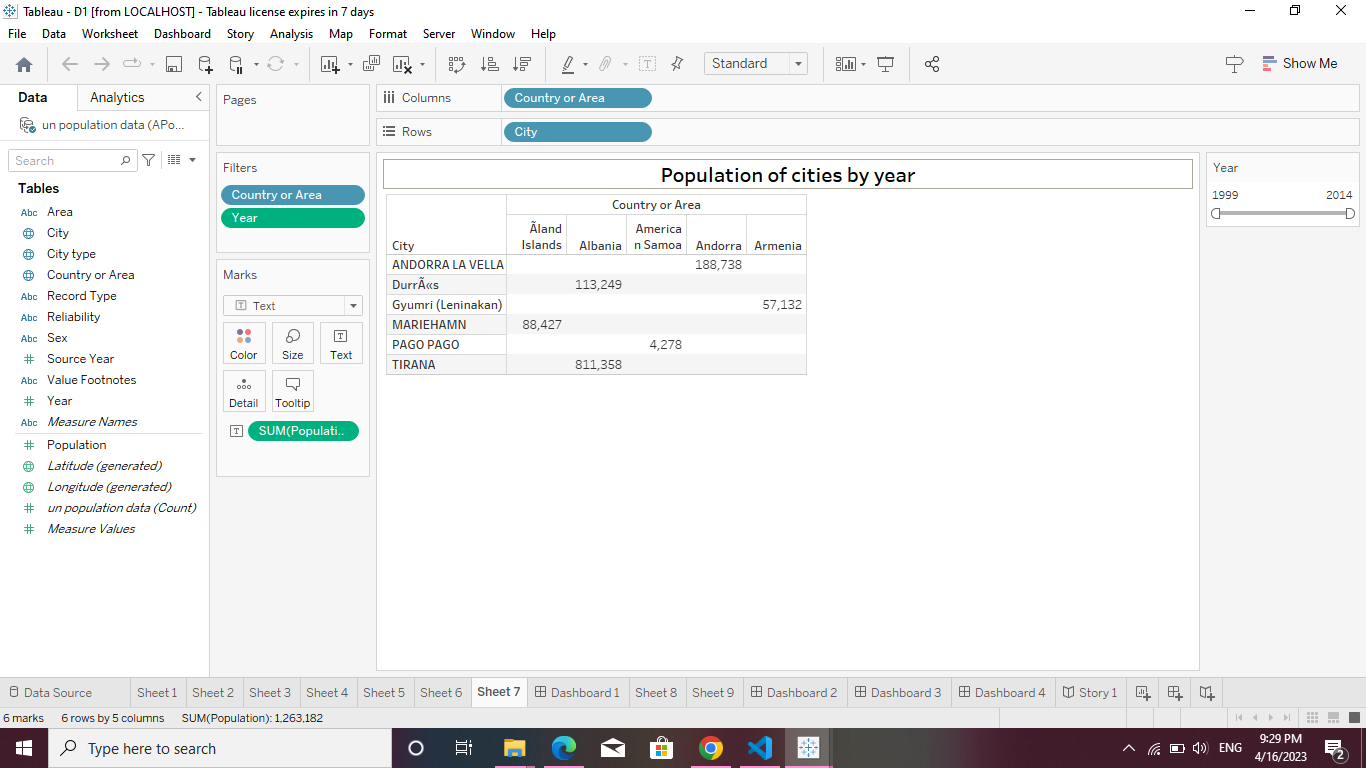 Tableau - D1 [from LOCALHOST] - Tableau license expires in 7 days
File Data Worksheet Dashboard Story Analysis Map Format Server Window Help
Standard
Show Me
Data Analytics
un population data (APo...
Search
Tables
Abc Area
City
City type
Country or Area
Abc Record Type
Abc Reliability
Abc Sex
Source Year
Abc Value Footnotes
Year
Abc Measure Names
Population
Latitude (generated)
Longitude (generated)
un population data (Count)
Measure Values
Pages
Filters
Country or Area
Year
Marks
T Text
Color Size Text
Detail Tooltip
SUM(Populati..
Columns Country or Area
Rows City
Population of cities by year
Country or Area
City Ãland Islands Albania America n Samoa Andorra Armenia
ANDORRA LA VELLA 188,738
DurrÃ«s 113,249
Gyumri (Leninakan) 57,132
MARIEHAMN 88,427
PAGO PAGO 4,278
TIRANA 811,358
Year
1999 2014
Data Source Sheet 1 Sheet 2 Sheet 3 Sheet 4 Sheet 5 Sheet 6 Sheet 7 Dashboard 1 Sheet 8 Sheet 9 Dashboard 2 Dashboard 3 Dashboard 4 Story 1
6 marks 6 rows by 5 columns SUM(Population): 1,263,182
Type here to search
ENG
9:29 PM
4/16/2023
2